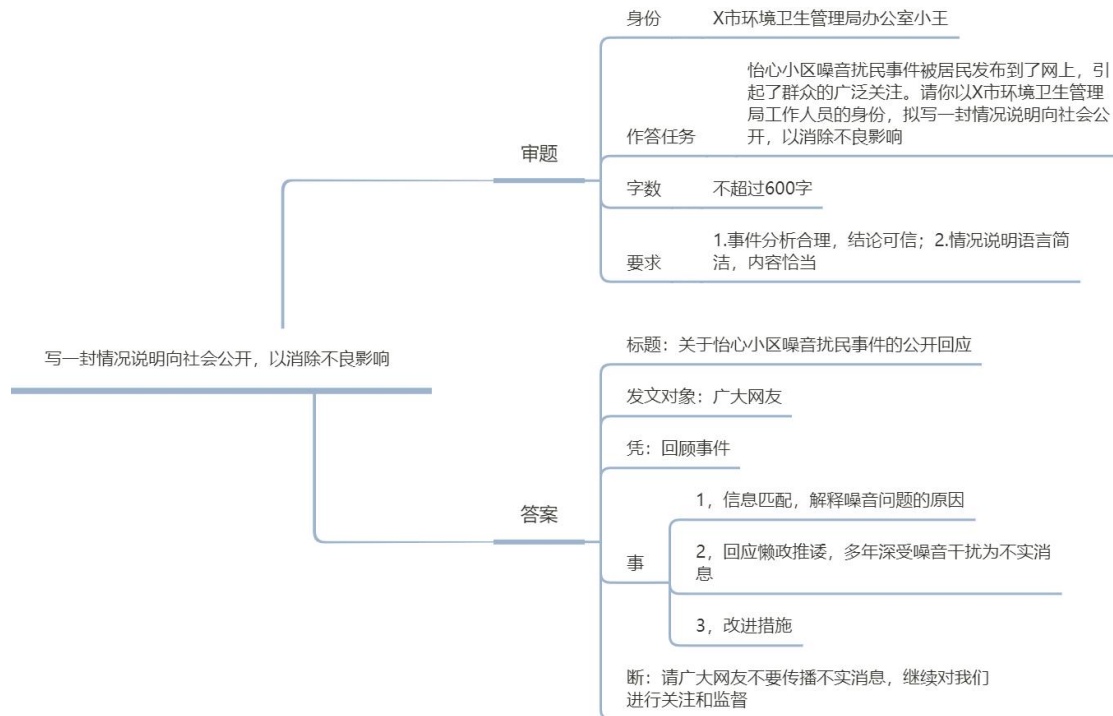 身份
X市环境卫生管理局办公室小王
作答任务
怡心小区噪音扰民事件被居民发布到了网上，引
起了群众的广泛关注。请你以X市环境卫生管理
局工作人员的身份，拟写一封情况说明向社会公
开，以消除不良影响
审题
字数
不超过600字
要求
1.事件分析合理，结论可信；2.情况说明语言简
洁，内容恰当
写一封情况说明向社会公开，以消除不良影响
标题：关于怡心小区噪音扰民事件的公开回应
发文对象：广大网友
凭：回顾事件
答案
事
1，信息匹配，解释噪音问题的原因
2，回应懒政推诿，多年深受噪音干扰为不实消
息
3，改进措施
断：请广大网友不要传播不实消息，继续对我们
进行关注和监督